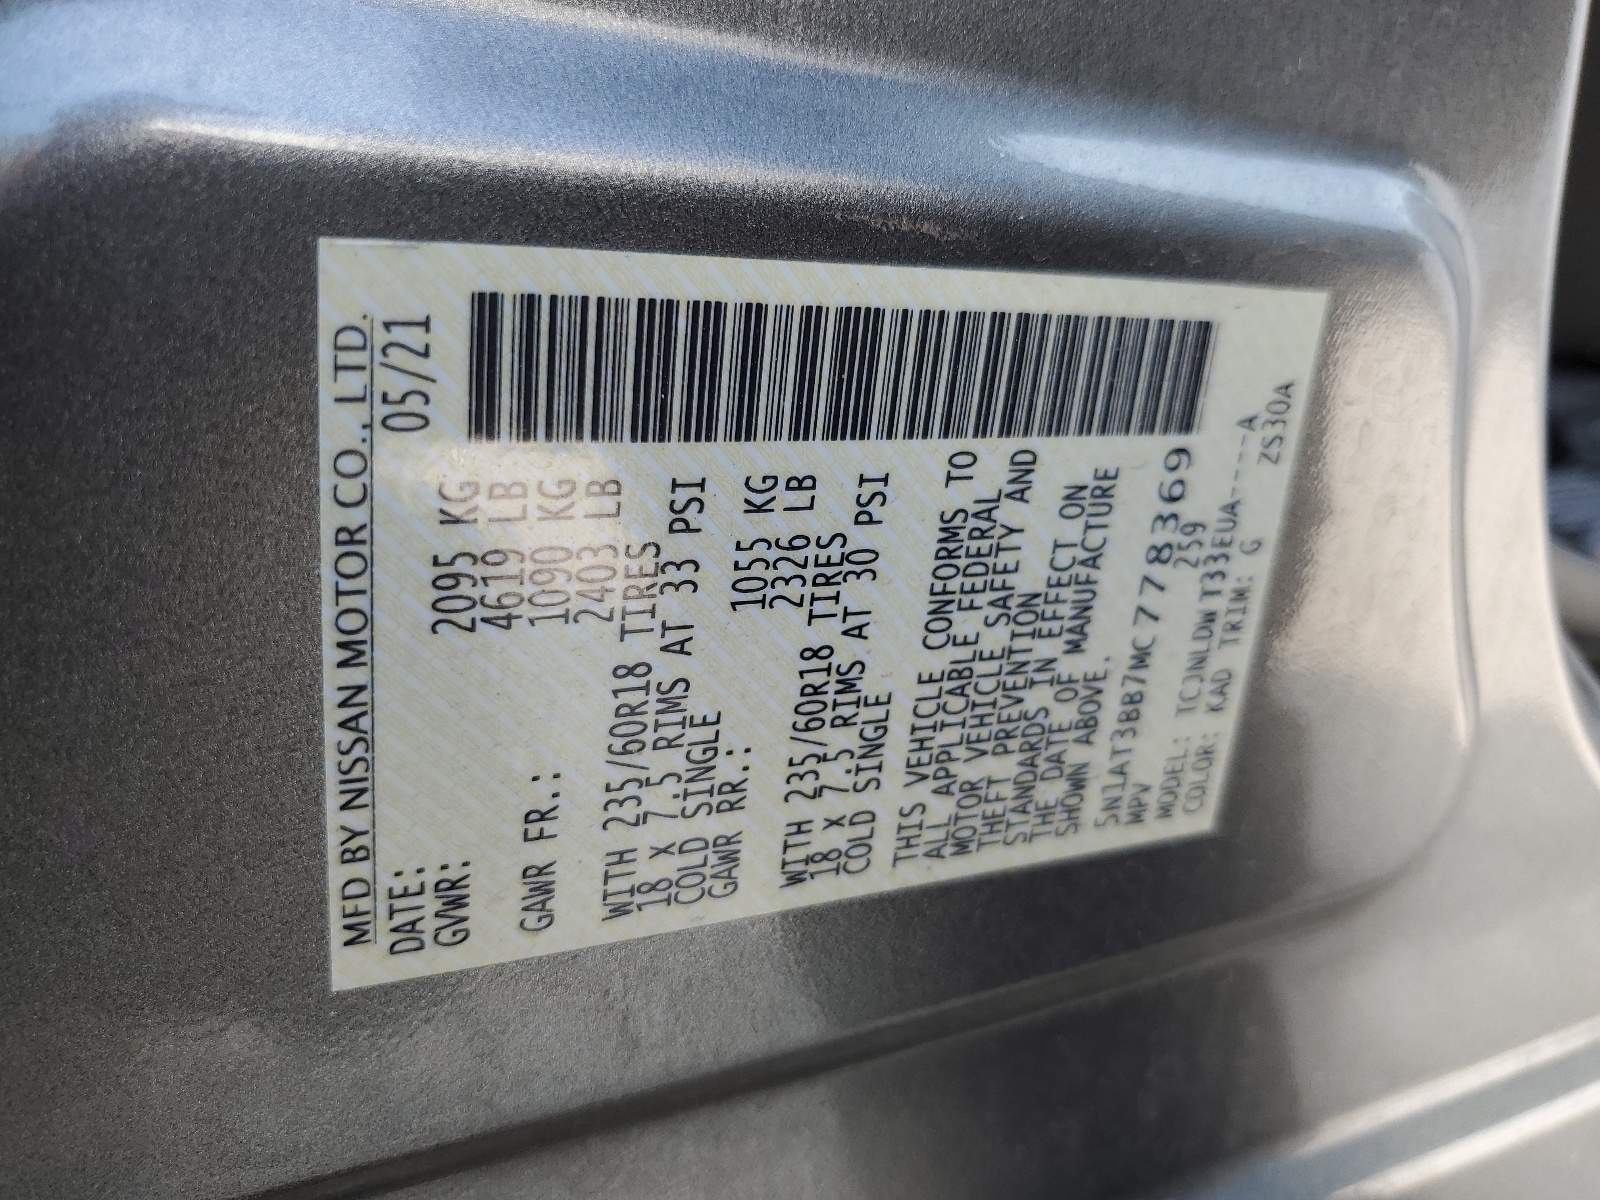 MFD BY NISSAN MOTOR CO., LTD.
DATE: 05/21
GVWR: 2095 KG
4619 LB
GAWR FR.: 1090 KG
2403 LB
WITH 235/60R18 TIRES
18 X 7.5 RIMS AT 33 PSI
COLD SINGLE
GAWR RR.: 1055 KG
2326 LB
WITH 235/60R18 TIRES
18 X 7.5 RIMS AT 30 PSI
COLD SINGLE
THIS VEHICLE CONFORMS TO
ALL APPLICABLE FEDERAL
MOTOR VEHICLE SAFETY AND
THEFT PREVENTION
STANDARDS IN EFFECT ON
THE DATE OF MANUFACTURE
SHOWN ABOVE.
5N1AT3BB7MC778369
MPV 259
MODEL: TCJNLDWT33EUA-----A
COLOR: KAD TRIM: G ZS30A